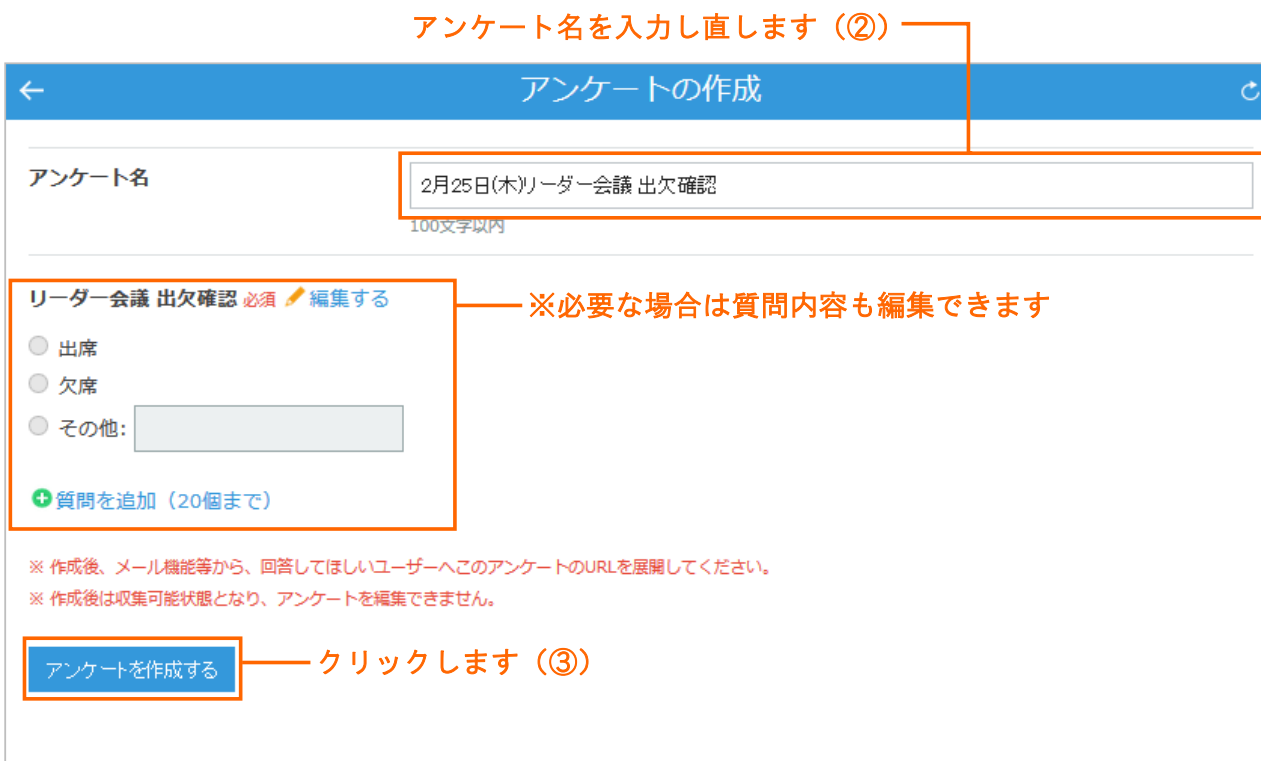 アンケート名を入力し直します（②）
アンケートの作成
アンケート名
2月25日(木)リーダー会議 出欠確認
100文字以内
リーダー会議 出欠確認 必須 編集する
※必要な場合は質問内容も編集できます
出席
欠席
その他:
質問を追加（20個まで）
※ 作成後、メール機能等から、回答してほしいユーザーへこのアンケートのURLを展開してください。
※ 作成後は収集可能状態となり、アンケートを編集できません。
アンケートを作成する
クリックします（③）